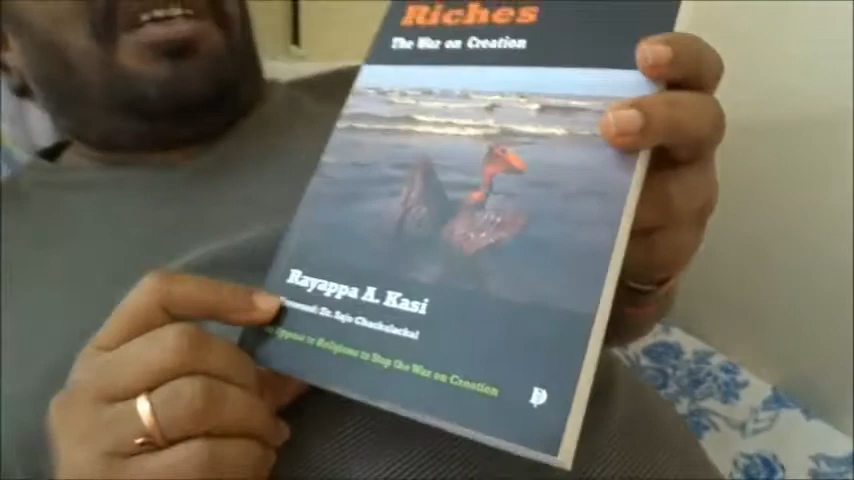 Riches
The War on Creation
Rayappa A. Kasi
Foreword: Dr. Saju Chackalackal
Appeal to Religions to Stop the War on Creation